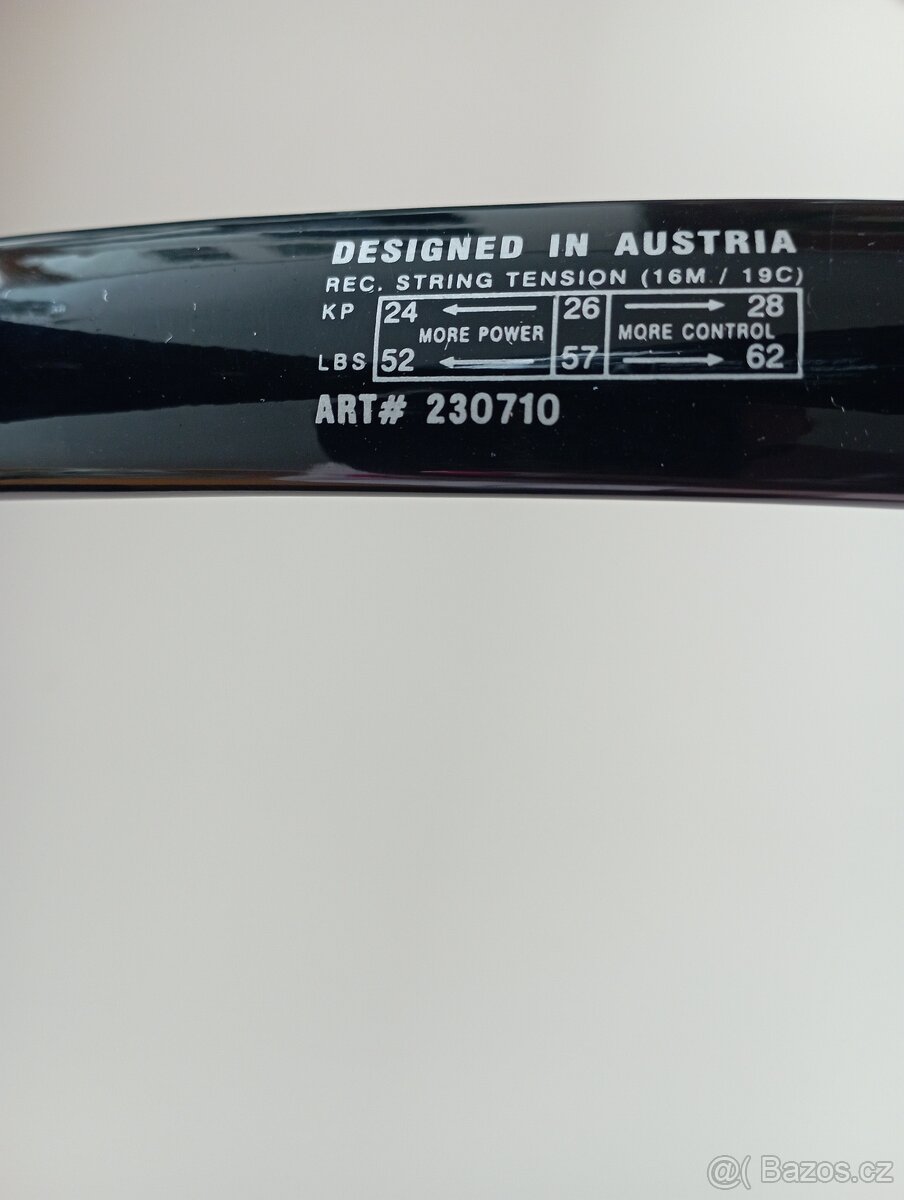 DESIGNED IN AUSTRIA
REC. STRING TENSION (16M / 19C)
KP 24 26 28
MORE POWER MORE CONTROL
LBS 52 57 62
ART# 230710
@( Bazos.cz